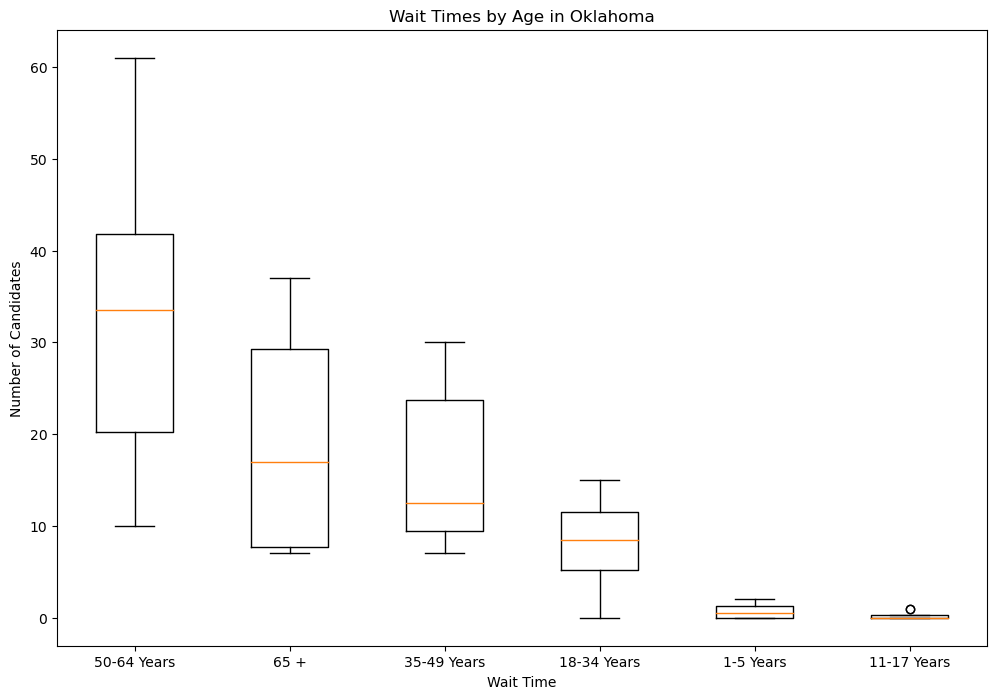 Wait Times by Age in Oklahoma
Number of Candidates
60
50
40
30
20
10
0
50-64 Years 65 + 35-49 Years 18-34 Years 1-5 Years 11-17 Years
Wait Time